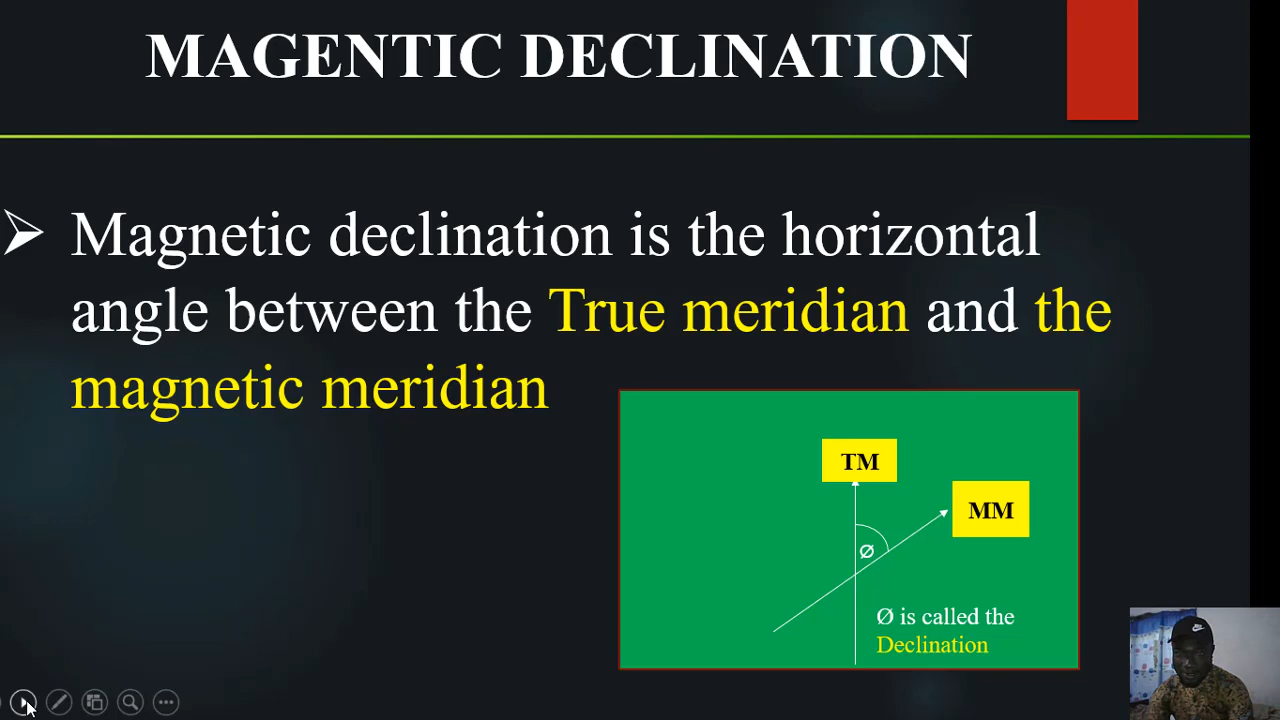 MAGENTIC DECLINATION
➢ Magnetic declination is the horizontal
angle between the True meridian and the
magnetic meridian
TM
MM
Ø
Ø is called the
Declination